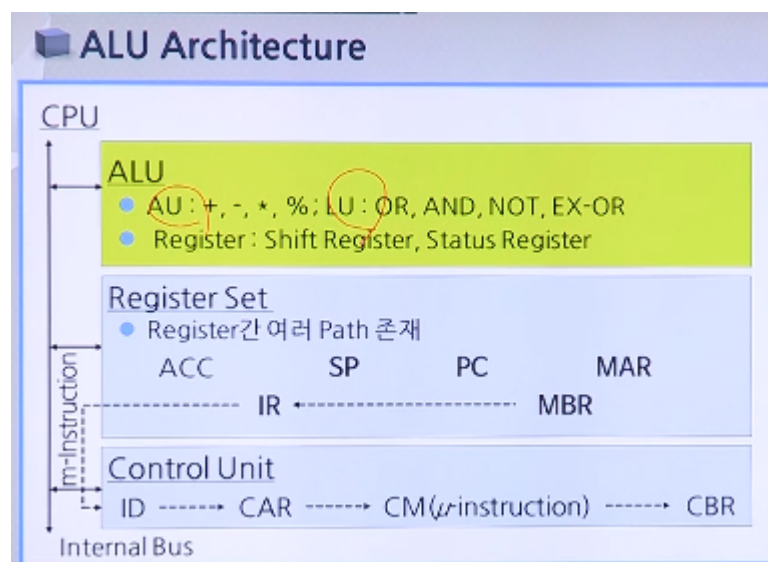 ALU Architecture
CPU
ALU
AU : +, -, *, % ; LU : OR, AND, NOT, EX-OR
Register : Shift Register, Status Register
Register Set
Register간 여러 Path 존재
ACC SP PC MAR
IR MBR
m-Instruction
Control Unit
ID CAR CM(μ-instruction) CBR
Internal Bus